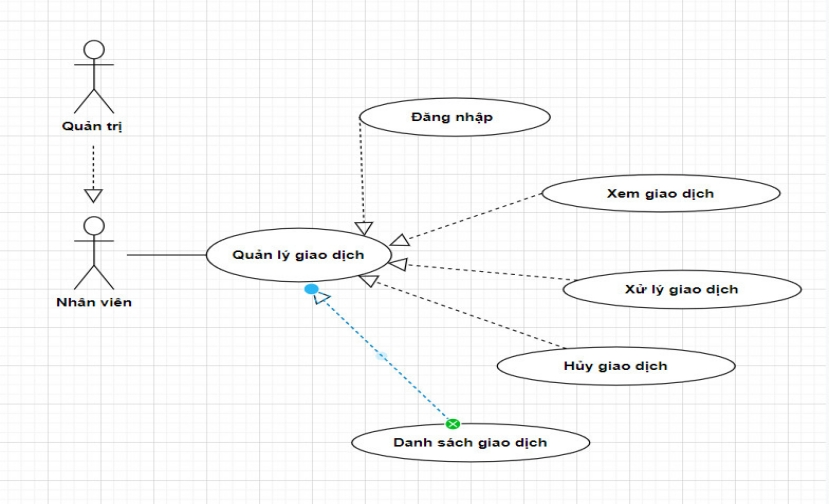 Quản trị
Nhân viên
Quản lý giao dịch
Đăng nhập
Xem giao dịch
Xử lý giao dịch
Hủy giao dịch
Danh sách giao dịch